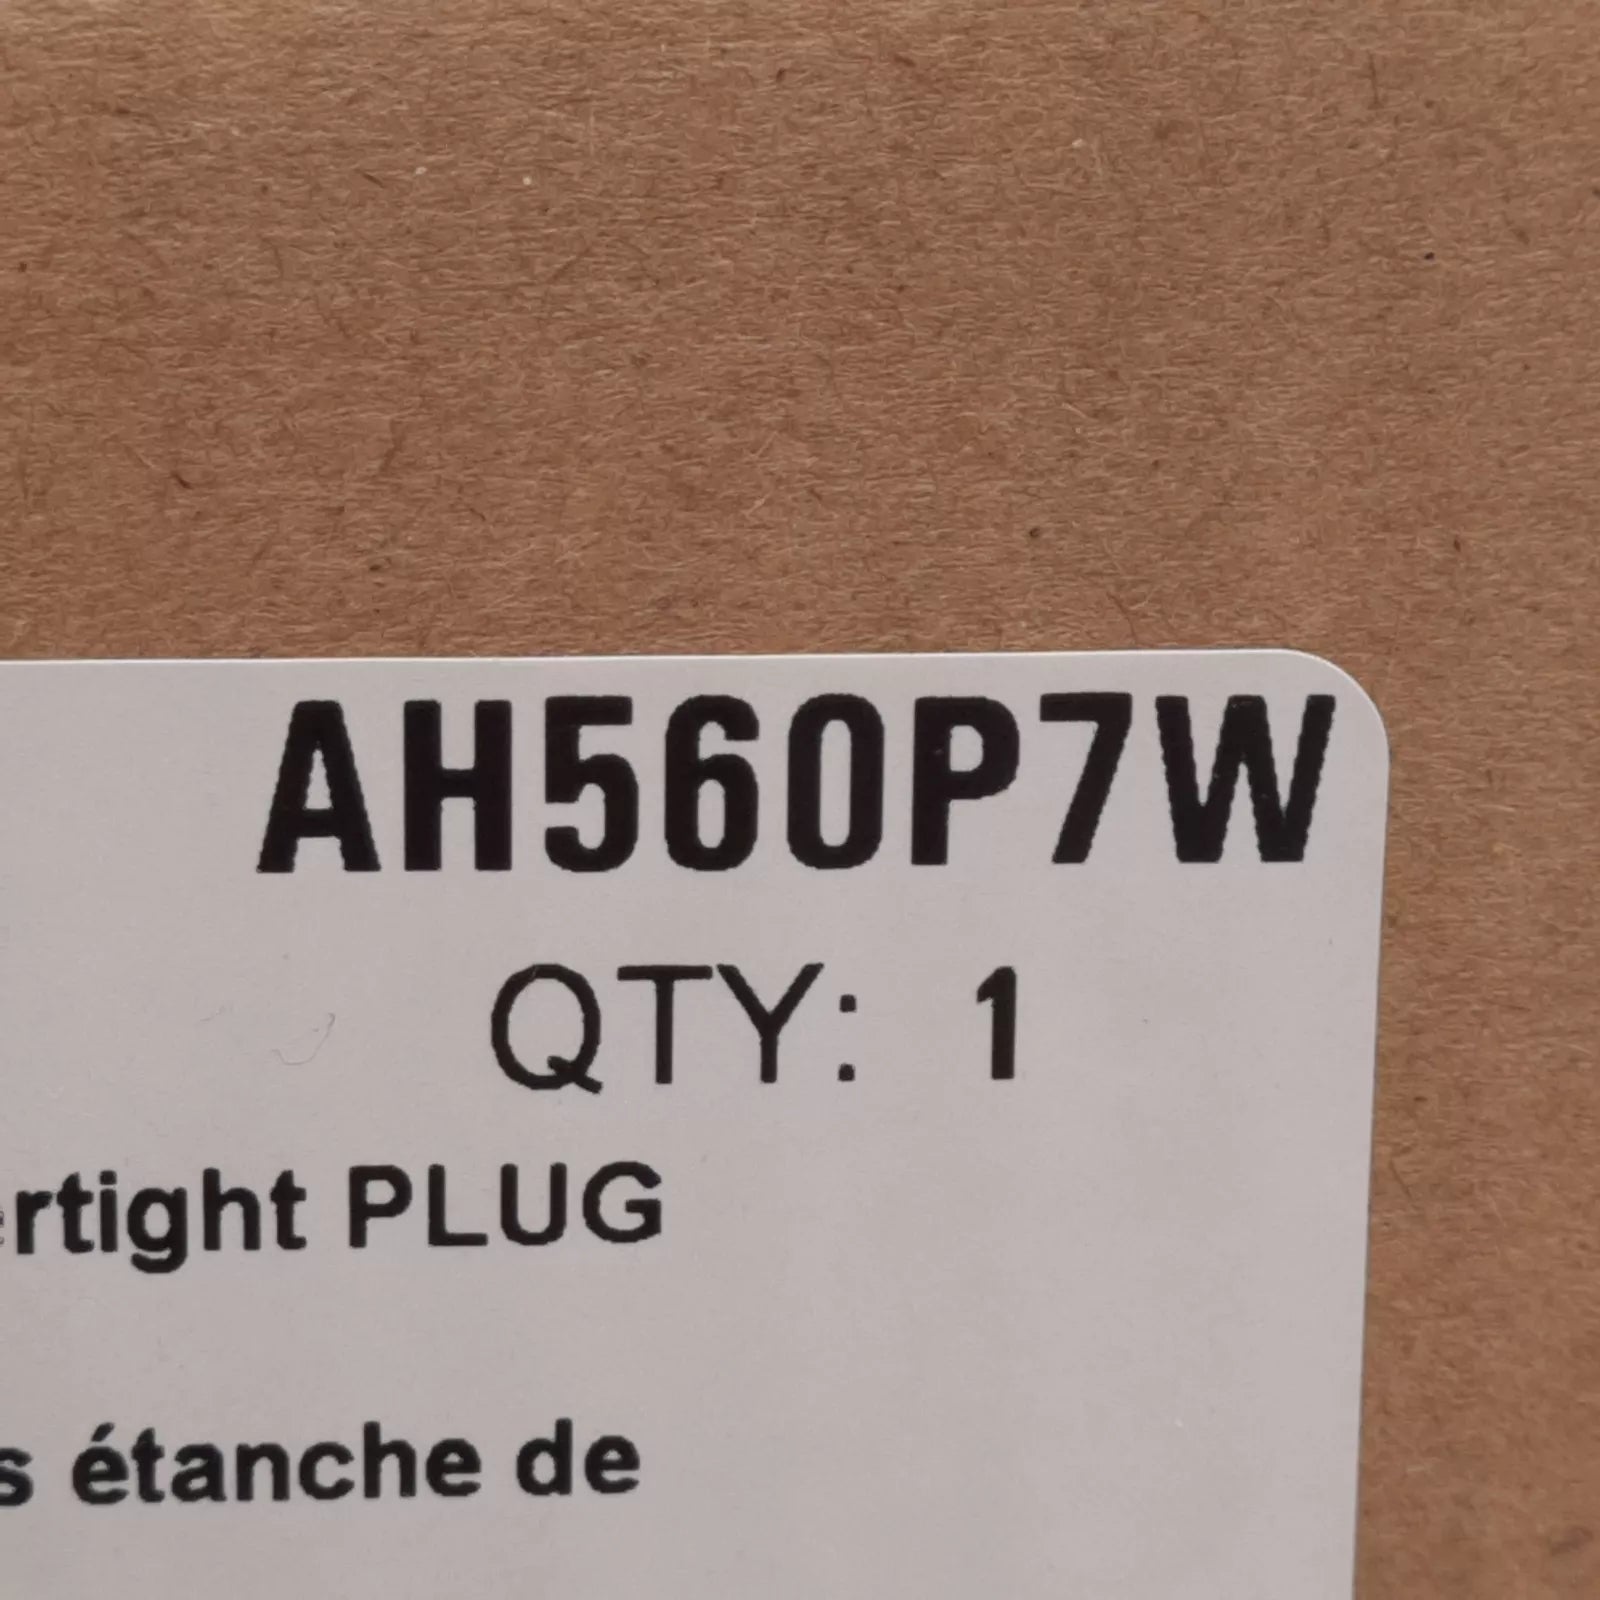 AH560P7W
QTY: 1
ertight PLUG
s étanche de